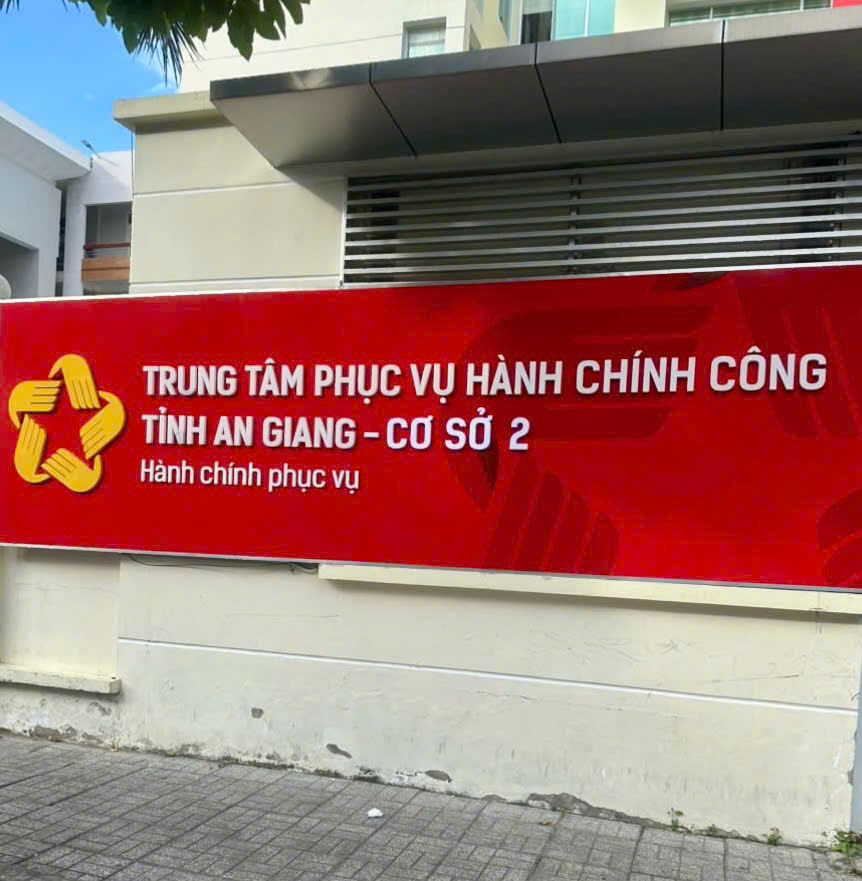 TRUNG TÂM PHỤC VỤ HÀNH CHÍNH CÔNG
TỈNH AN GIANG - CƠ SỞ 2
Hành chính phục vụ